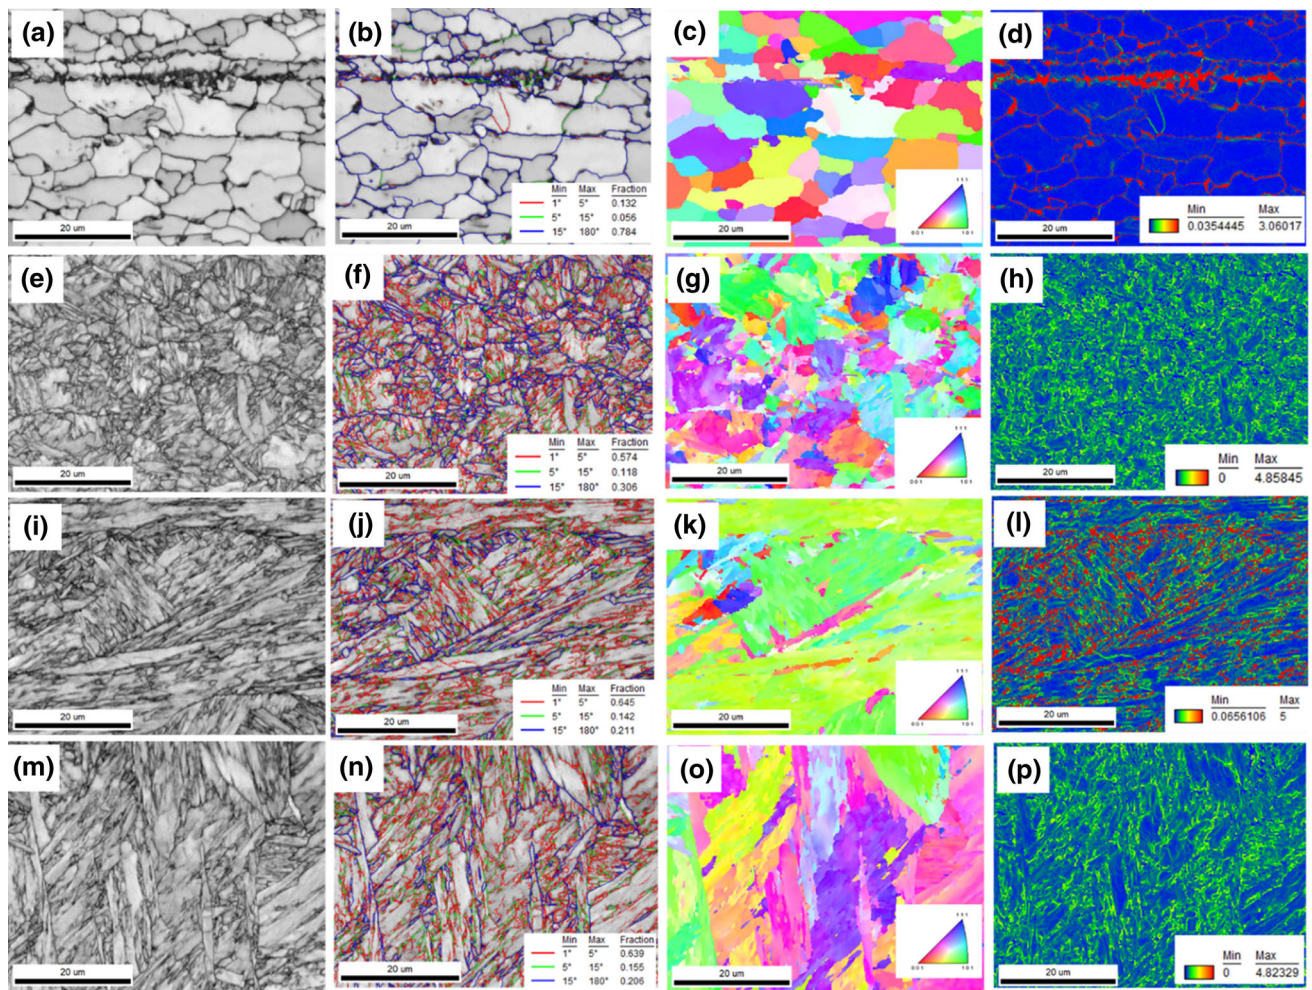 (a)
20 um
(b)
20 um
Min Max Fraction
1° 5° 0.132
5° 15° 0.056
15° 180° 0.784
(c)
20 um
111
001 101
(d)
20 um
Min Max
0.0354445 3.06017
(e)
20 um
(f)
20 um
Min Max Fraction
1° 5° 0.574
5° 15° 0.118
15° 180° 0.306
(g)
20 um
111
001 101
(h)
20 um
Min Max
0 4.85845
(i)
20 um
(j)
20 um
Min Max Fraction
1° 5° 0.645
5° 15° 0.142
15° 180° 0.211
(k)
20 um
111
001 101
(l)
20 um
Min Max
0.0656106 5
(m)
20 um
(n)
20 um
Min Max Fraction
1° 5° 0.639
5° 15° 0.155
15° 180° 0.206
(o)
20 um
111
001 101
(p)
20 um
Min Max
0 4.82329